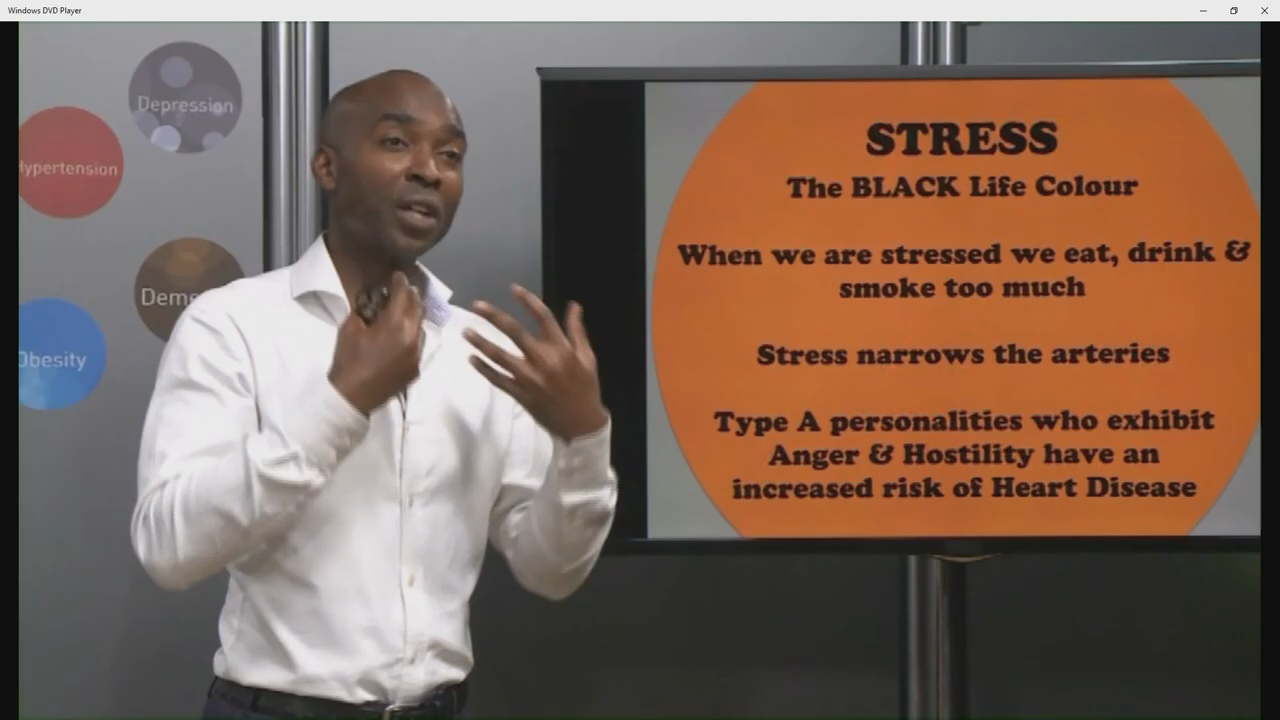 Windows DVD Player
Depression
Hypertension
Deme
Obesity
STRESS
The BLACK Life Colour
When we are stressed we eat, drink &
smoke too much
Stress narrows the arteries
Type A personalities who exhibit
Anger & Hostility have an
increased risk of Heart Disease